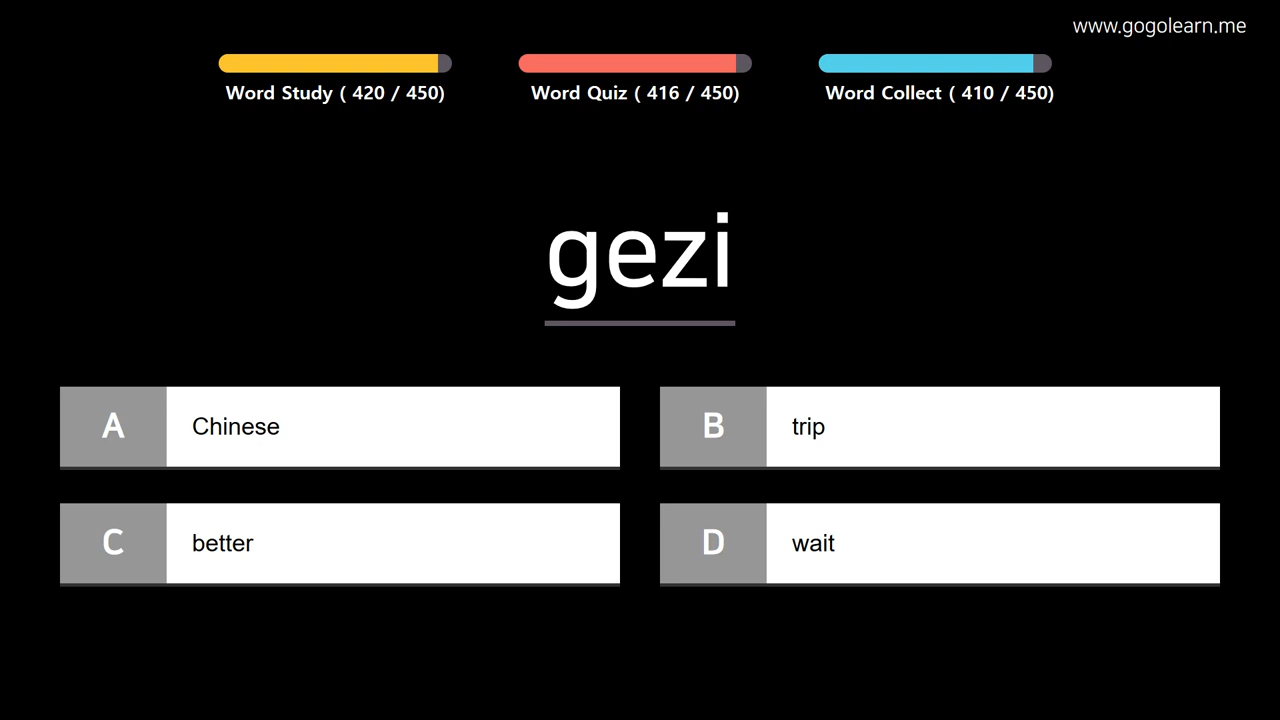 www.gogolearn.me
Word Study ( 420 / 450)
Word Quiz ( 416 / 450)
Word Collect ( 410 / 450)
gezi
A Chinese
B trip
C better
D wait